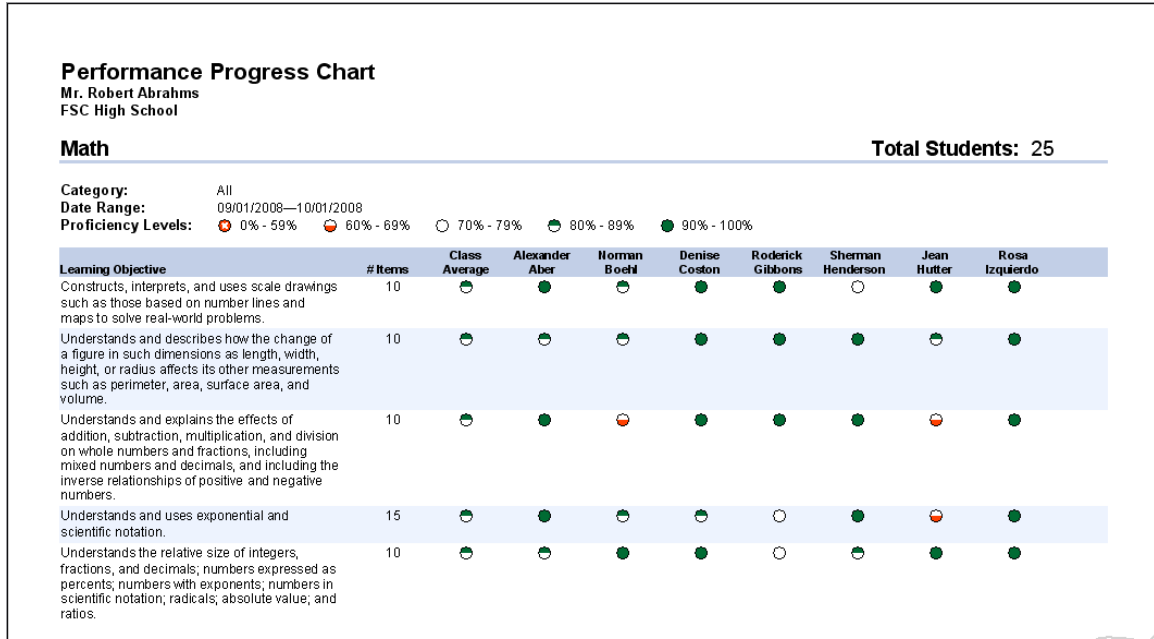 Performance Progress Chart
Mr. Robert Abrahms
FSC High School
Math Total Students: 25
Category: All
Date Range: 09/01/2008—10/01/2008
Proficiency Levels: 0% - 59% 60% - 69% 70% - 79% 80% - 89% 90% - 100%
Class Alexander Norman Denise Roderick Sherman Jean Rosa
Learning Objective # Items Average Aber Boehl Coston Gibbons Henderson Hutter Izquierdo
Constructs, interprets, and uses scale drawings 10
such as those based on number lines and
maps to solve real-world problems.
Understands and describes how the change of 10
a figure in such dimensions as length, width,
height, or radius affects its other measurements
such as perimeter, area, surface area, and
volume.
Understands and explains the effects of 10
addition, subtraction, multiplication, and division
on whole numbers and fractions, including
mixed numbers and decimals, and including the
inverse relationships of positive and negative
numbers.
Understands and uses exponential and 15
scientific notation.
Understands the relative size of integers, 10
fractions, and decimals; numbers expressed as
percents; numbers with exponents; numbers in
scientific notation; radicals; absolute value; and
ratios.